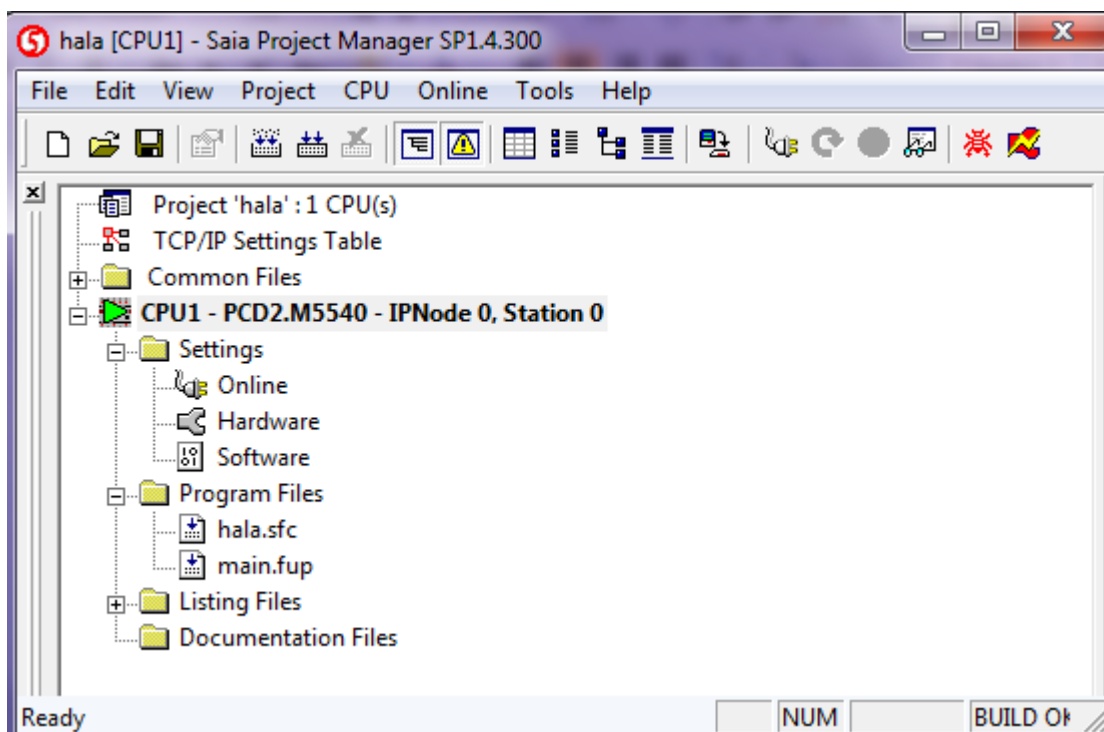 hala [CPU1] - Saia Project Manager SP1.4.300
File Edit View Project CPU Online Tools Help
Project 'hala' : 1 CPU(s)
TCP/IP Settings Table
Common Files
CPU1 - PCD2.M5540 - IPNode 0, Station 0
Settings
Online
Hardware
Software
Program Files
hala.sfc
main.fup
Listing Files
Documentation Files
Ready NUM BUILD OK